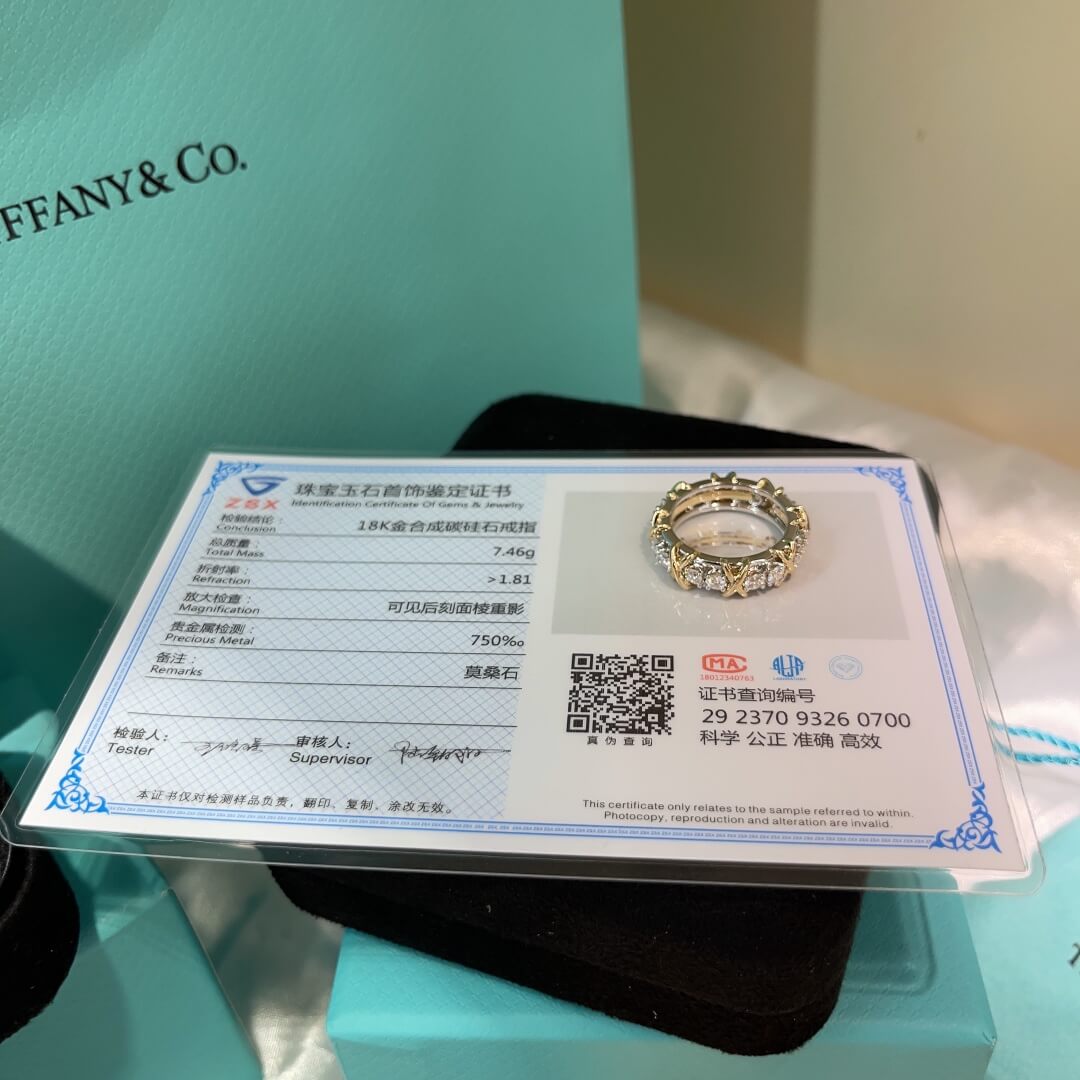 IFFANY & CO.
ZSX
珠宝玉石首饰鉴定证书
Identification Certificate Of Gems & Jewelry
检验结论:
Conclusion
18K金合成碳硅石戒指
总质量:
Total Mass
7.46g
折射率:
Refraction
>1.81
放大检查:
Magnification
可见后刻面棱重影
贵金属检测:
Precious Metal
750‰
备注:
Remarks
莫桑石
检验人:
Tester
审核人:
Supervisor
本证书仅对检测样品负责，翻印、复制、涂改无效。
MA
18012340763
真伪查询
证书查询编号
29 2370 9326 0700
科学 公正 准确 高效
This certificate only relates to the sample referred to within.
Photocopy, reproduction and alteration are invalid.